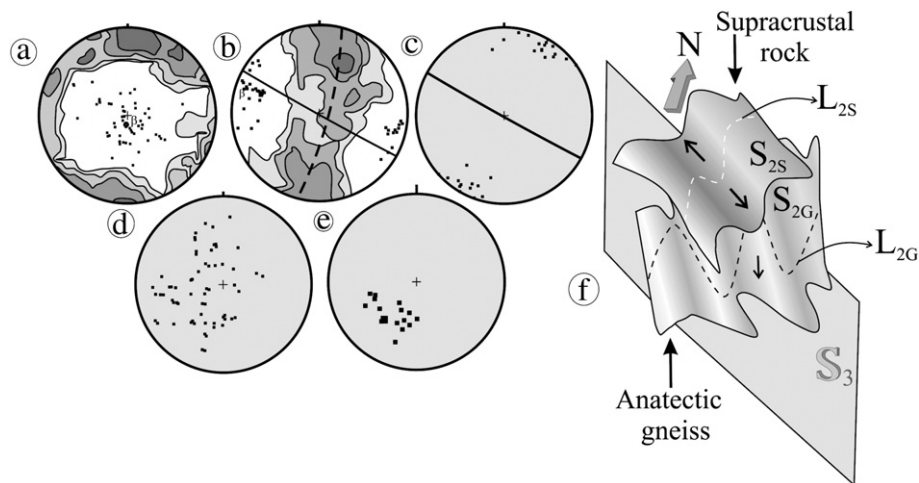 a
b
c
β
β
d
e
N
Supracrustal
rock
L2S
S2S
S2G
L2G
f
S3
Anatectic
gneiss